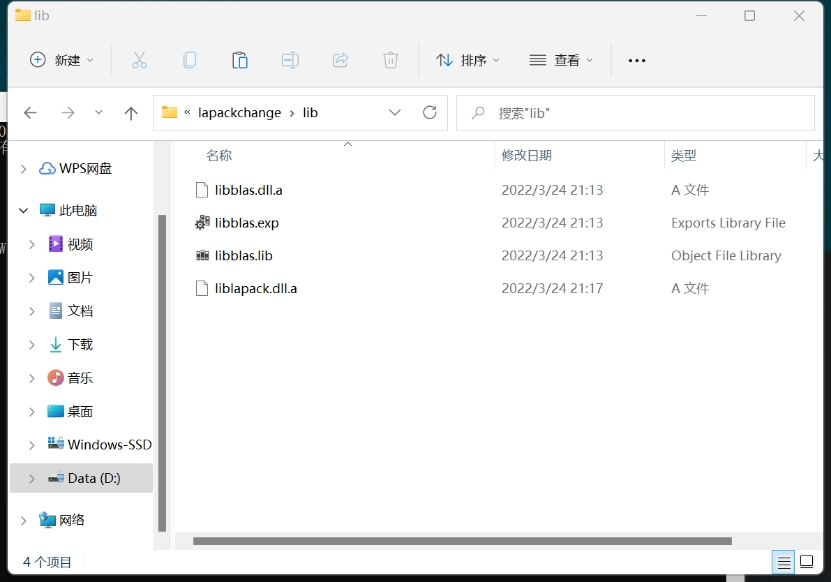 lib
新建
排序
查看
« lapackchange > lib
搜索"lib"
名称 修改日期 类型 大
WPS网盘
此电脑
视频
图片
文档
下载
音乐
桌面
Windows-SSD
Data (D:)
网络
libblas.dll.a 2022/3/24 21:13 A 文件
libblas.exp 2022/3/24 21:13 Exports Library File
libblas.lib 2022/3/24 21:13 Object File Library
liblapack.dll.a 2022/3/24 21:17 A 文件
4 个项目